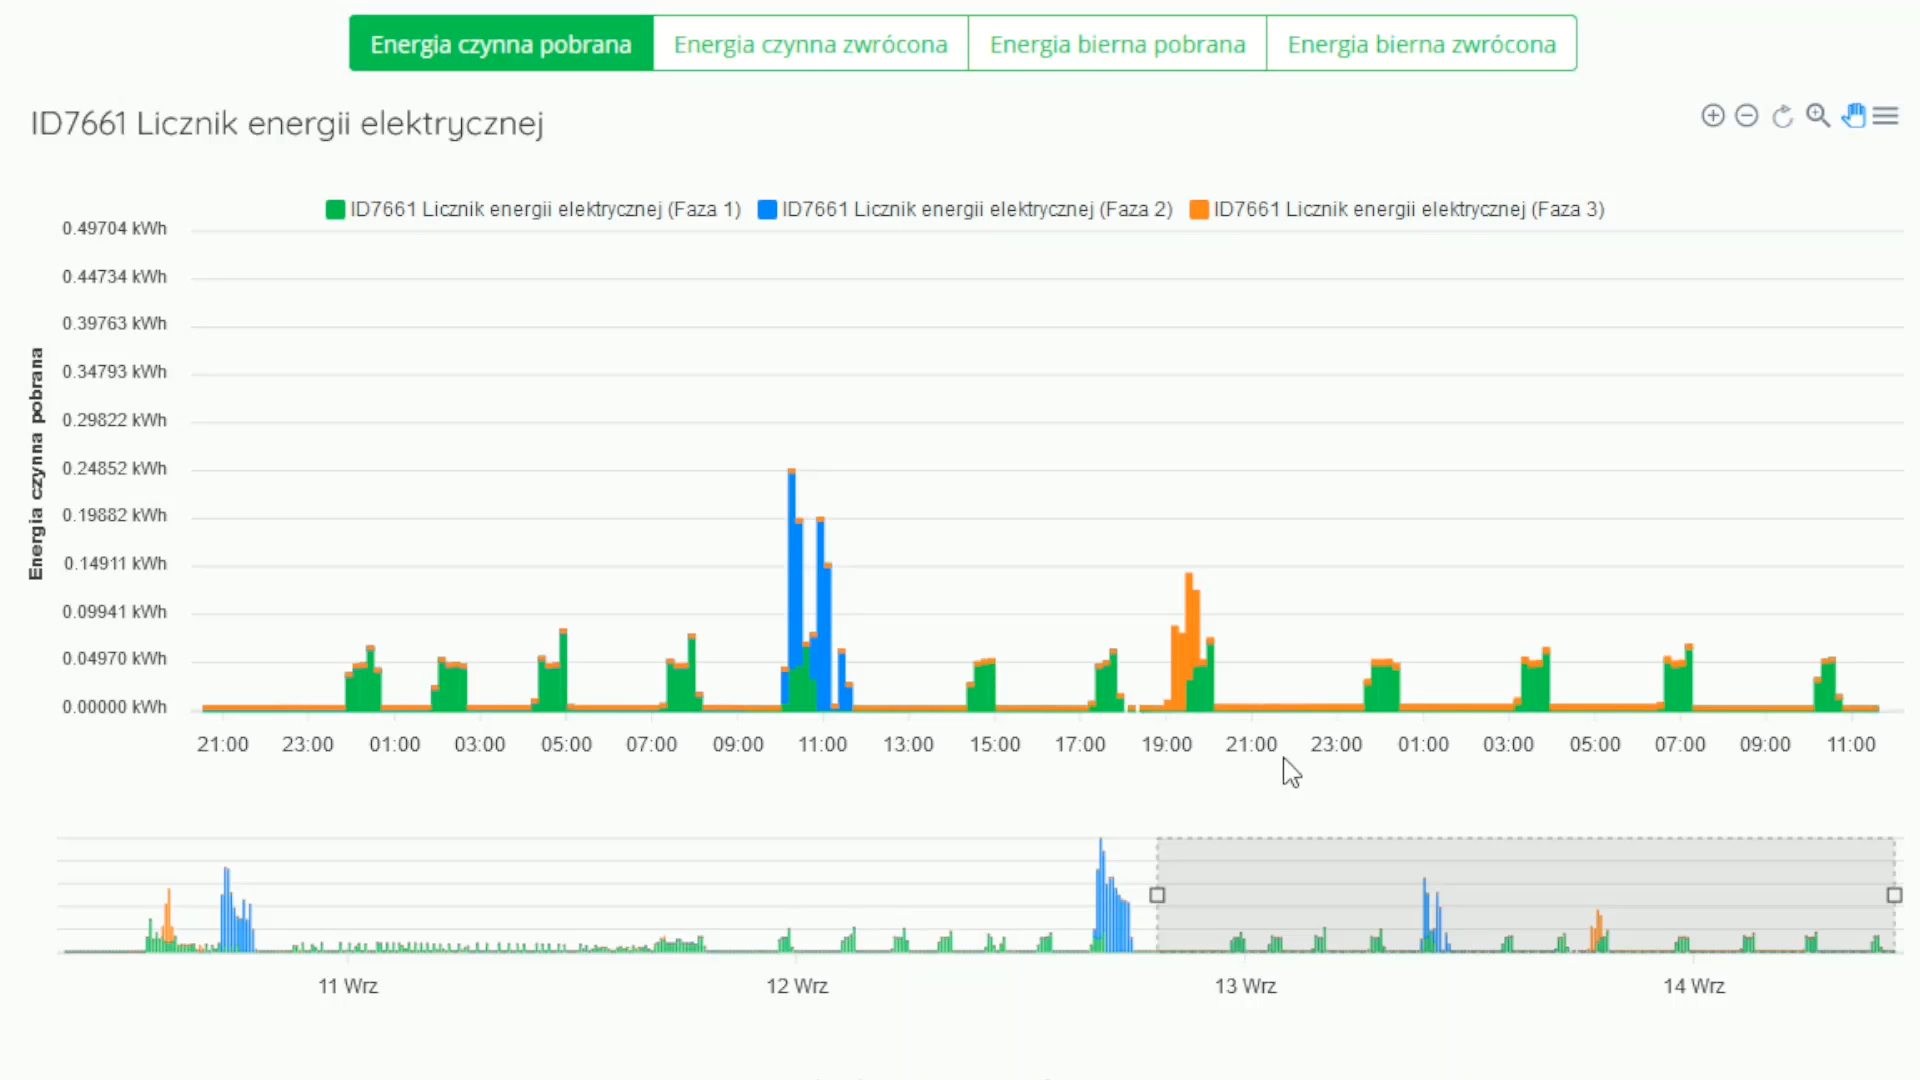 Energia czynna pobrana Energia czynna zwrócona Energia bierna pobrana Energia bierna zwrócona
ID7661 Licznik energii elektrycznej
ID7661 Licznik energii elektrycznej (Faza 1) ID7661 Licznik energii elektrycznej (Faza 2) ID7661 Licznik energii elektrycznej (Faza 3)
Energia czynna pobrana
0.49704 kWh
0.44734 kWh
0.39763 kWh
0.34793 kWh
0.29822 kWh
0.24852 kWh
0.19882 kWh
0.14911 kWh
0.09941 kWh
0.04970 kWh
0.00000 kWh
21:00 23:00 01:00 03:00 05:00 07:00 09:00 11:00 13:00 15:00 17:00 19:00 21:00 23:00 01:00 03:00 05:00 07:00 09:00 11:00
11 Wrz 12 Wrz 13 Wrz 14 Wrz